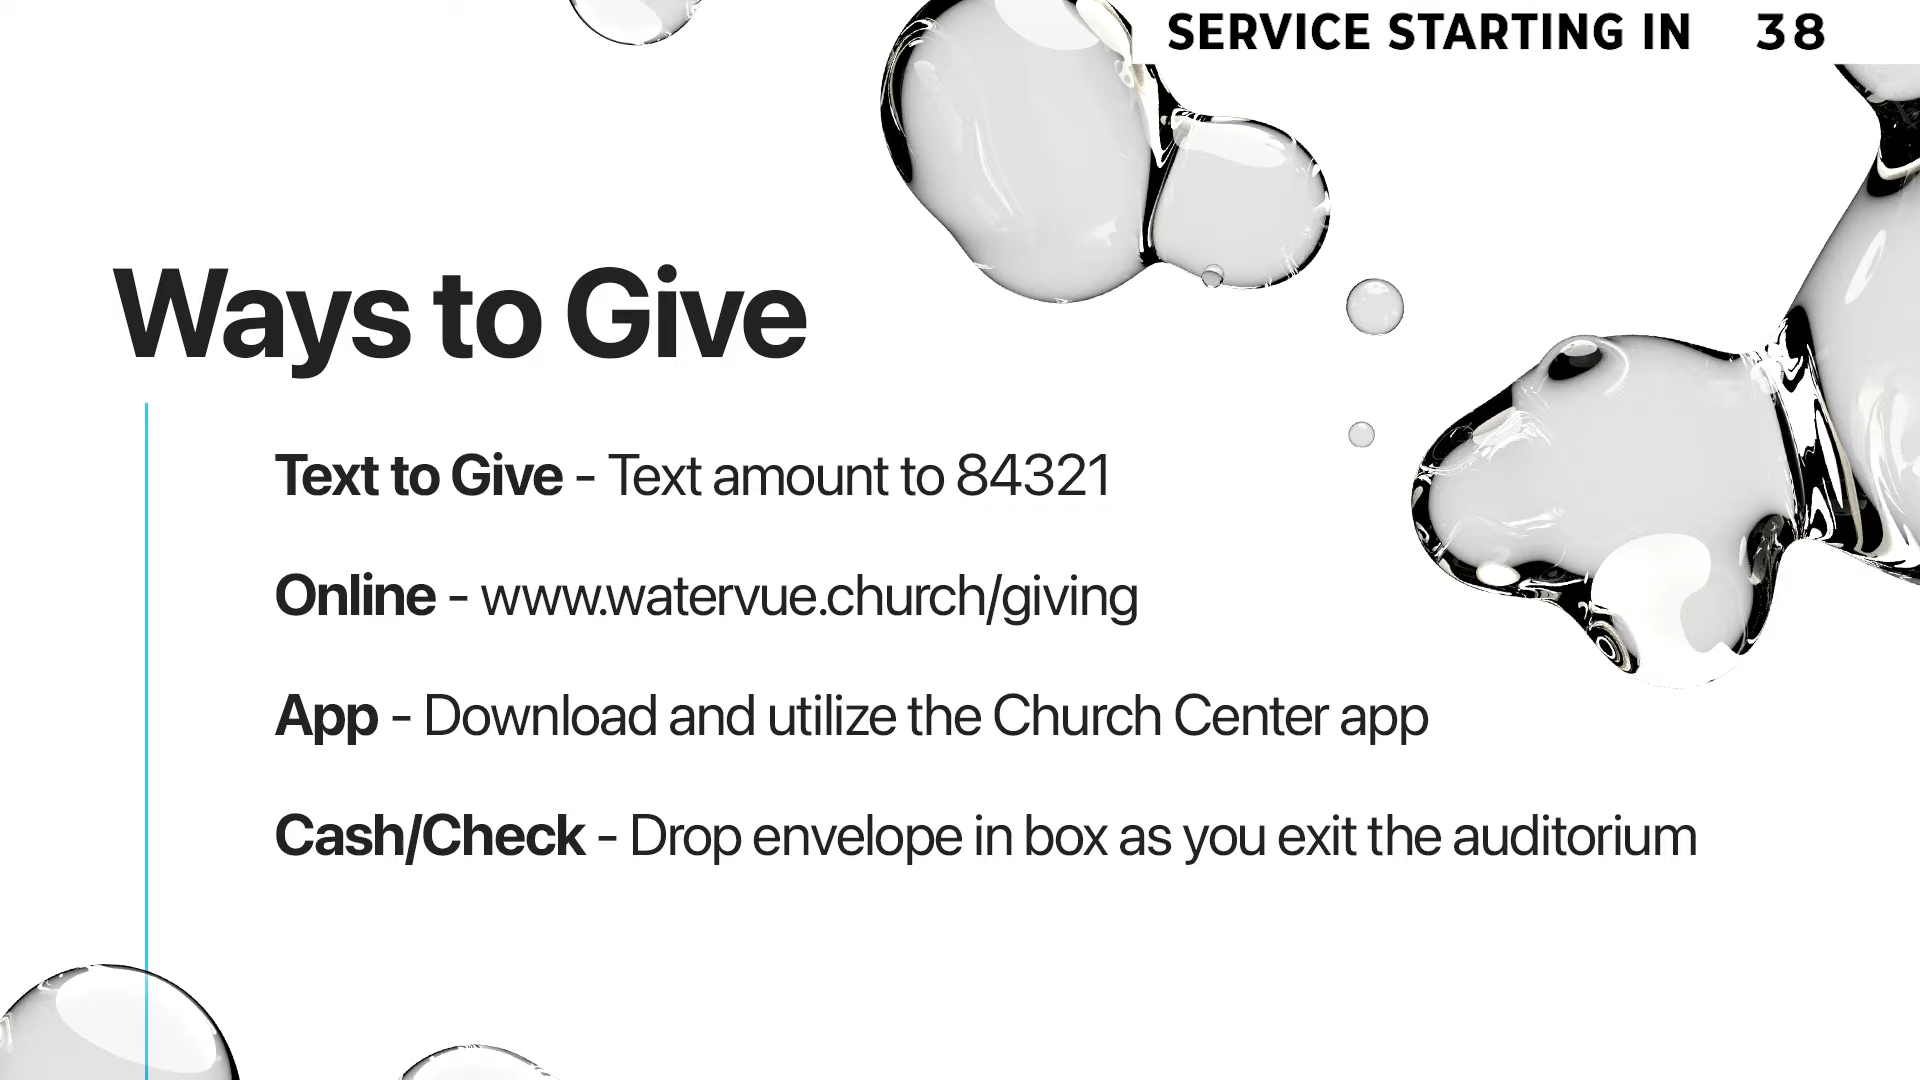 SERVICE STARTING IN 38
Ways to Give
Text to Give - Text amount to 84321
Online - www.watervue.church/giving
App - Download and utilize the Church Center app
Cash/Check - Drop envelope in box as you exit the auditorium